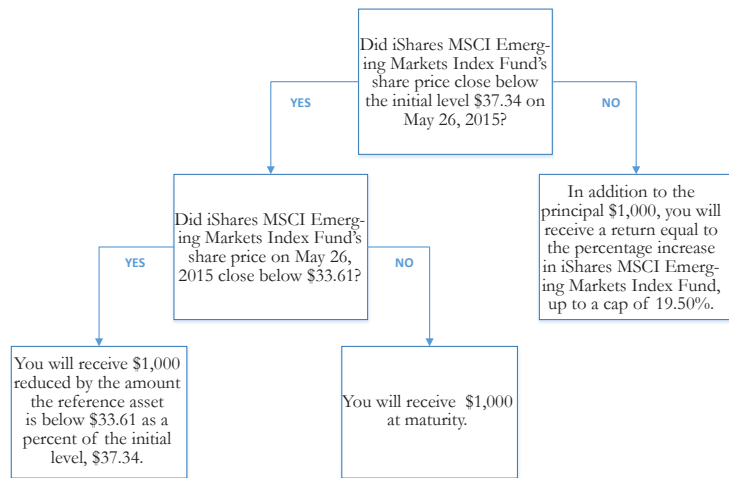 Did iShares MSCI Emerg-
ing Markets Index Fund's
share price close below
the initial level $37.34 on
May 26, 2015?
YES
NO
Did iShares MSCI Emerg-
ing Markets Index Fund's
share price on May 26,
2015 close below $33.61?
In addition to the
principal $1,000, you will
receive a return equal to
the percentage increase
in iShares MSCI Emerg-
ing Markets Index Fund,
up to a cap of 19.50%.
YES
NO
You will receive $1,000
reduced by the amount
the reference asset
is below $33.61 as a
percent of the initial
level, $37.34.
You will receive $1,000
at maturity.